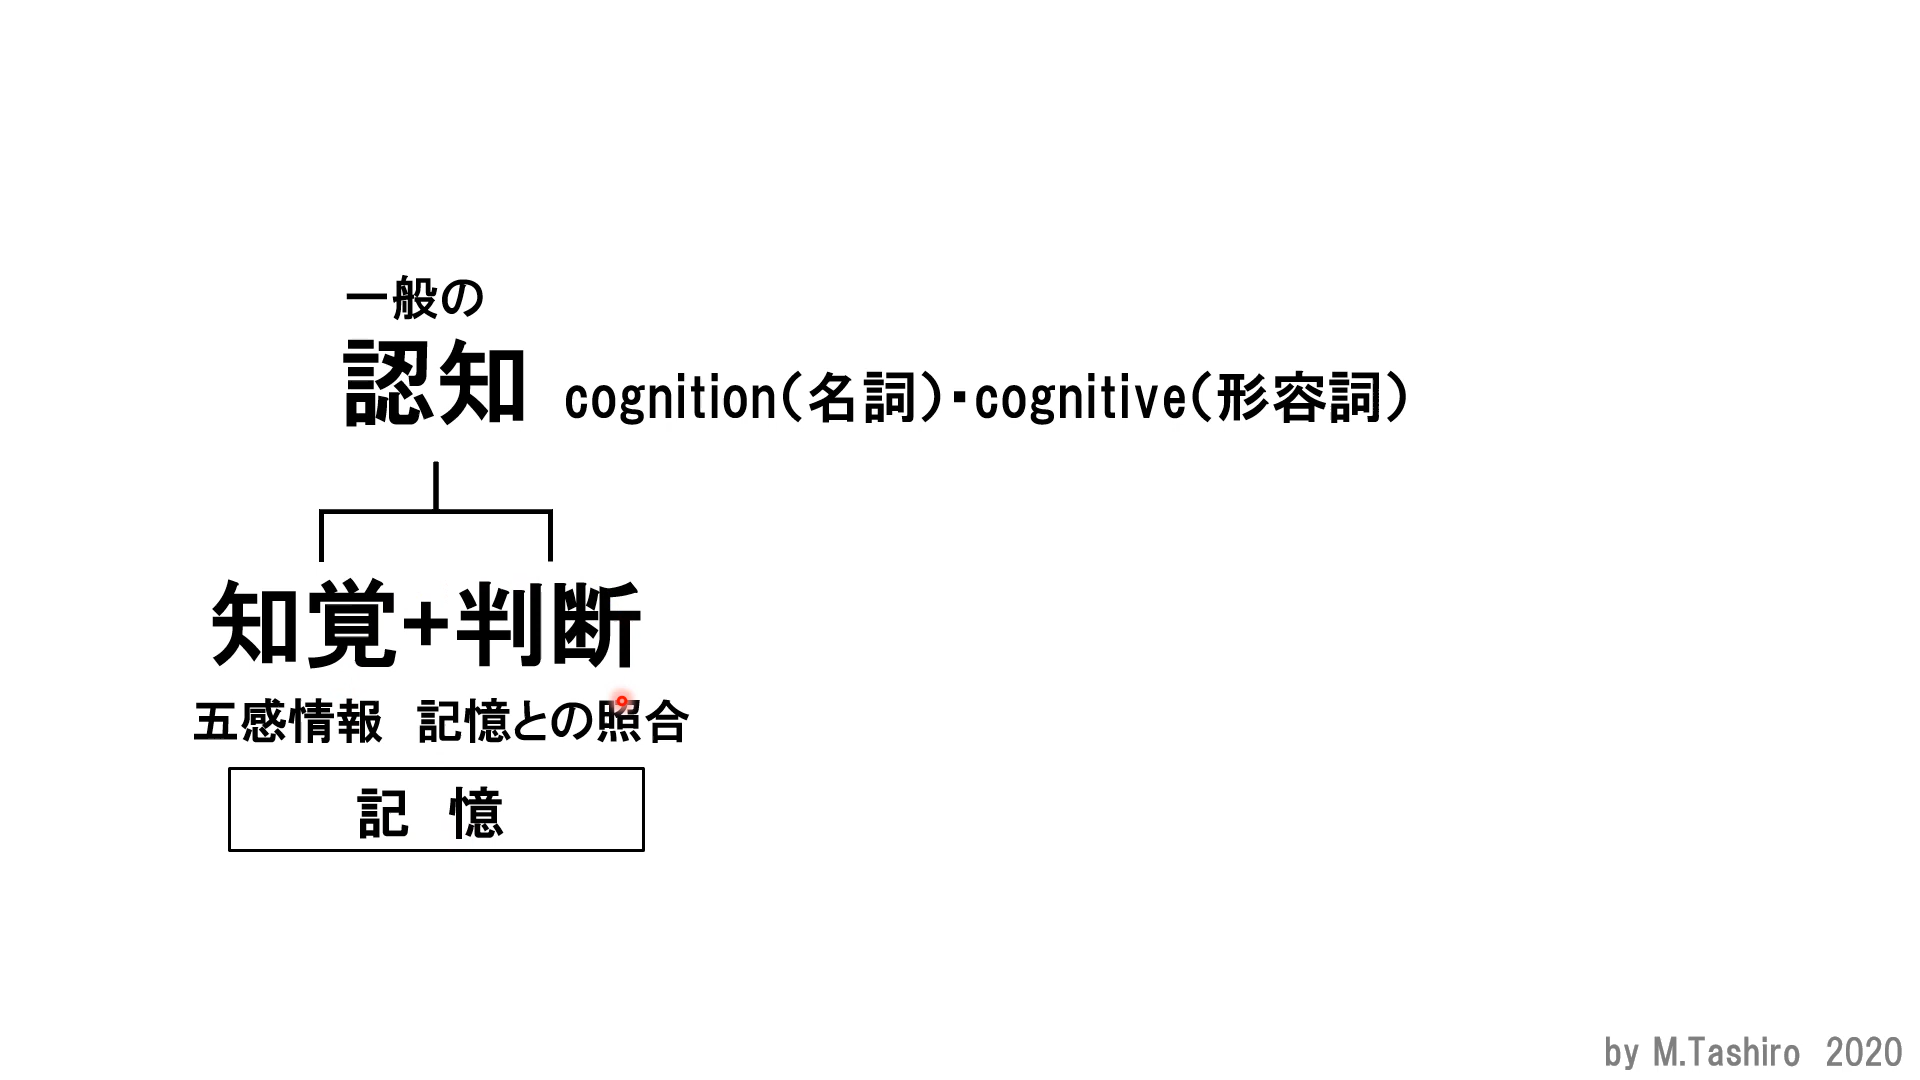 一般の
認知 cognition(名詞)・cognitive(形容詞)
知覚+判断
五感情報 記憶との照合
記 憶
by M.Tashiro 2020